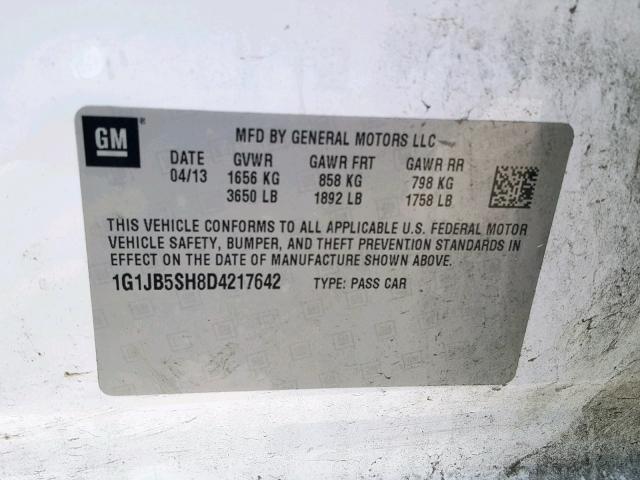 GM ®
MFD BY GENERAL MOTORS LLC
DATE GVWR GAWR FRT GAWR RR
04/13 1656 KG 858 KG 798 KG
3650 LB 1892 LB 1758 LB
THIS VEHICLE CONFORMS TO ALL APPLICABLE U.S. FEDERAL MOTOR
VEHICLE SAFETY, BUMPER, AND THEFT PREVENTION STANDARDS IN
EFFECT ON THE DATE OF MANUFACTURE SHOWN ABOVE.
1G1JB5SH8D4217642 TYPE: PASS CAR